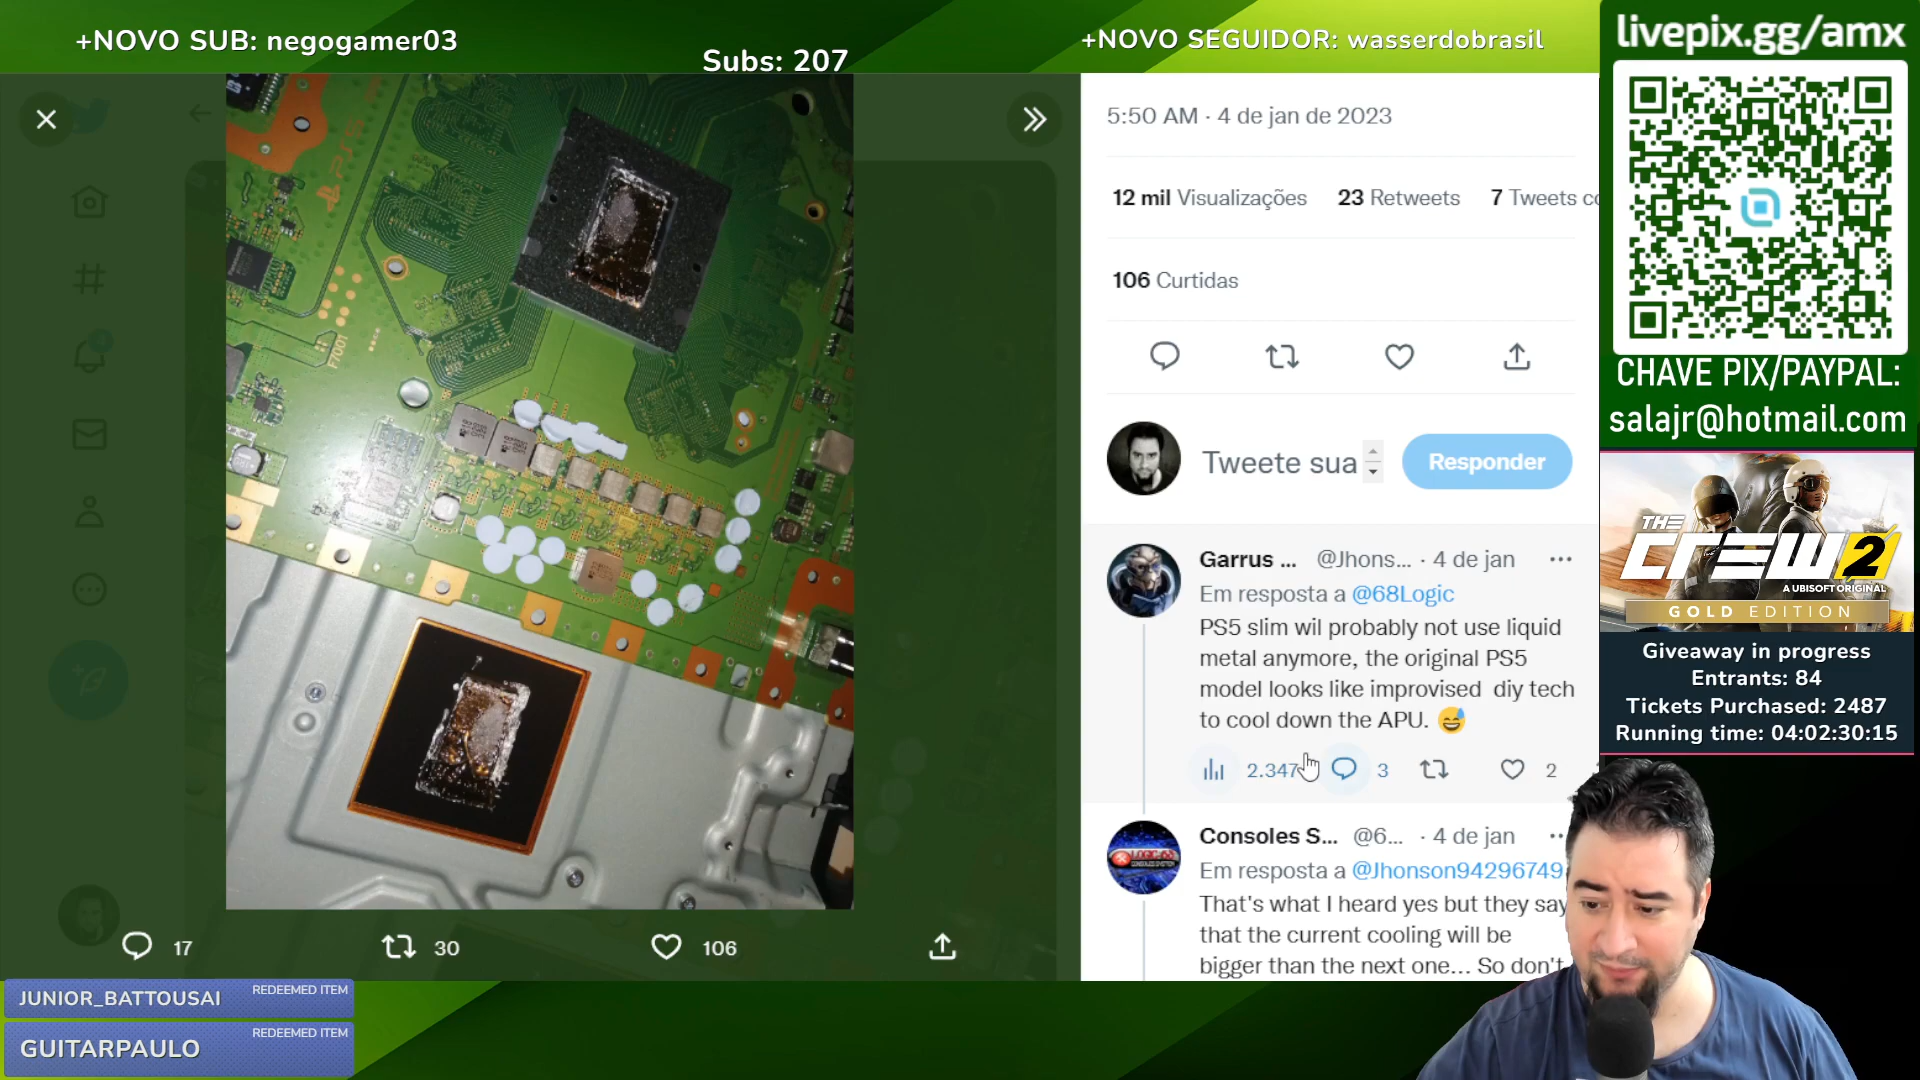 +NOVO SUB: negogamer03
Subs: 207
+NOVO SEGUIDOR: wasserdobrasil
livepix.gg/amx
CHAVE PIX/PAYPAL:
salajr@hotmail.com
PS5
F7001
5:50 AM · 4 de jan de 2023
12 mil Visualizações 23 Retweets 7 Tweets co
106 Curtidas
Tweete sua
Responder
Garrus ... @Jhons... · 4 de jan
Em resposta a @68Logic
PS5 slim wil probably not use liquid
metal anymore, the original PS5
model looks like improvised diy tech
to cool down the APU. 😅
2.347 3 2
Consoles S... @6... · 4 de jan
Em resposta a @Jhonson94296749
That's what I heard yes but they say
that the current cooling will be
bigger than the next one... So don't
17 30 106
THE
CREW 2
A UBISOFT ORIGINAL
GOLD EDITION
Giveaway in progress
Entrants: 84
Tickets Purchased: 2487
Running time: 04:02:30:15
JUNIOR_BATTOUSAI REDEEMED ITEM
GUITARPAULO REDEEMED ITEM